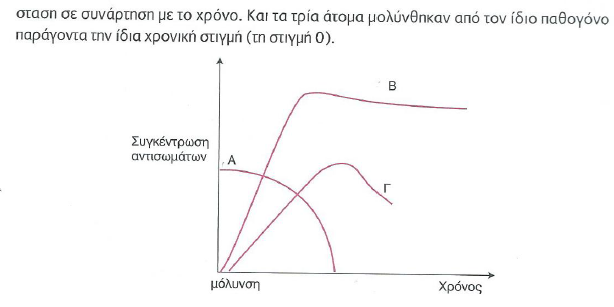 σταση σε συνάρτηση με το χρόνο. Και τα τρία άτομα μολύνθηκαν από τον ίδιο παθογόνο
παράγοντα την ίδια χρονική στιγμή (τη στιγμή 0).
Β
Συγκέντρωση
αντισωμάτων
Α
Γ
μόλυνση
Χρόνος